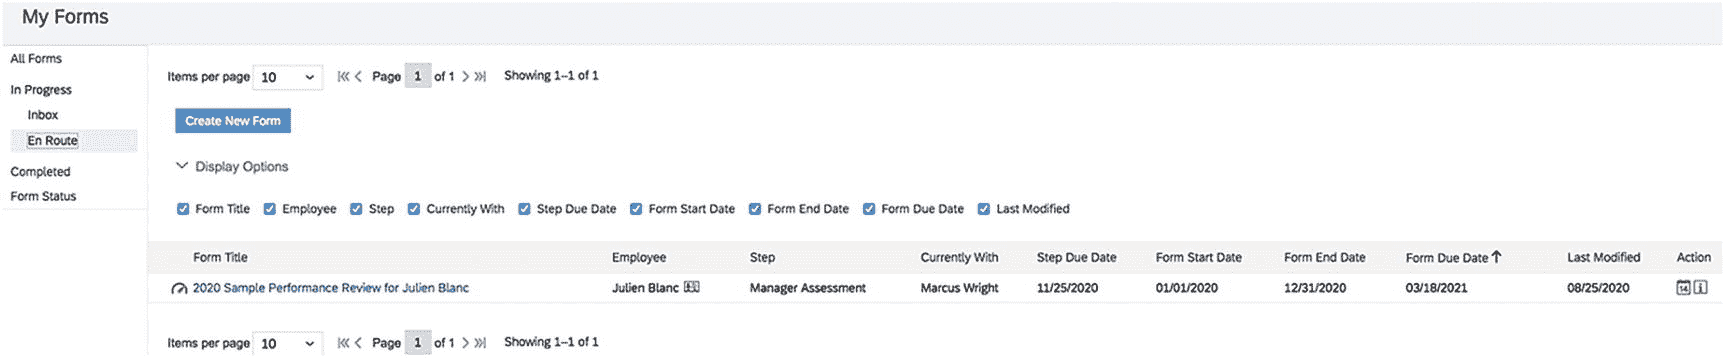 My Forms
All Forms
In Progress
Inbox
En Route
Completed
Form Status
Items per page 10 Page 1 of 1 Showing 1–1 of 1
Create New Form
Display Options
Form Title Employee Step Currently With Step Due Date Form Start Date Form End Date Form Due Date Last Modified
Form Title Employee Step Currently With Step Due Date Form Start Date Form End Date Form Due Date Last Modified Action
2020 Sample Performance Review for Julien Blanc Julien Blanc Manager Assessment Marcus Wright 11/25/2020 01/01/2020 12/31/2020 03/18/2021 08/25/2020 14
Items per page 10 Page 1 of 1 Showing 1–1 of 1